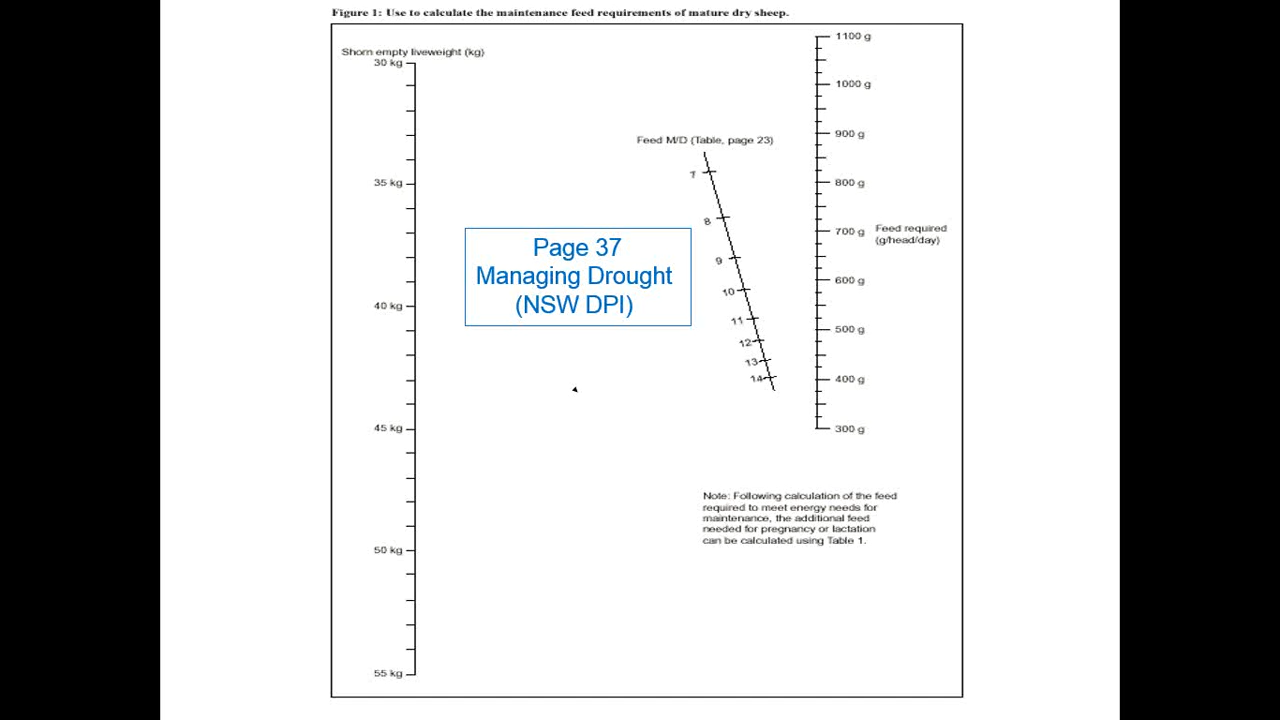 Figure 1: Use to calculate the maintenance feed requirements of mature dry sheep.
Shorn empty liveweight (kg)
30 kg
35 kg
40 kg
45 kg
50 kg
55 kg
Page 37
Managing Drought
(NSW DPI)
Feed M/D (Table, page 23)
7
8
9
10
11
12
13
14
1100 g
1000 g
900 g
800 g
700 g
600 g
500 g
400 g
300 g
Feed required
(g/head/day)
Note: Following calculation of the feed
required to meet energy needs for
maintenance, the additional feed
needed for pregnancy or lactation
can be calculated using Table 1.